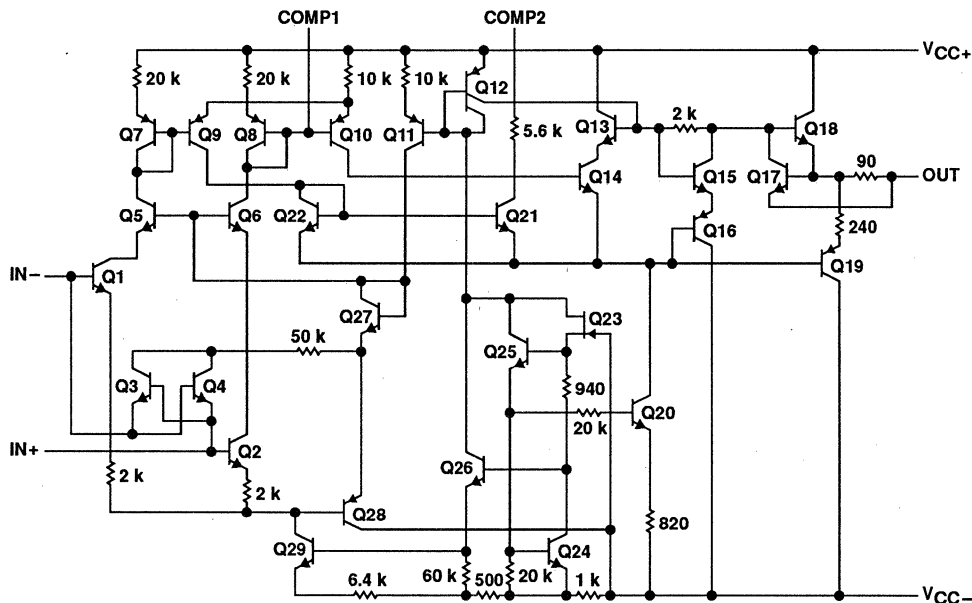 COMP1 COMP2
VCC+
20 k 20 k 10 k 10 k Q12
2 k
Q7 Q9 Q8 Q10 Q11 5.6 k Q13 Q18
Q14 Q15 Q17 90 OUT
Q5 Q6 Q22 Q21 Q16 240
IN− Q1 Q19
Q27 Q23
50 k Q25
Q3 Q4 940
20 k Q20
IN+ Q2 Q26
2 k 2 k
Q28 820
Q29 Q24
6.4 k 60 k 500 20 k 1 k
VCC−